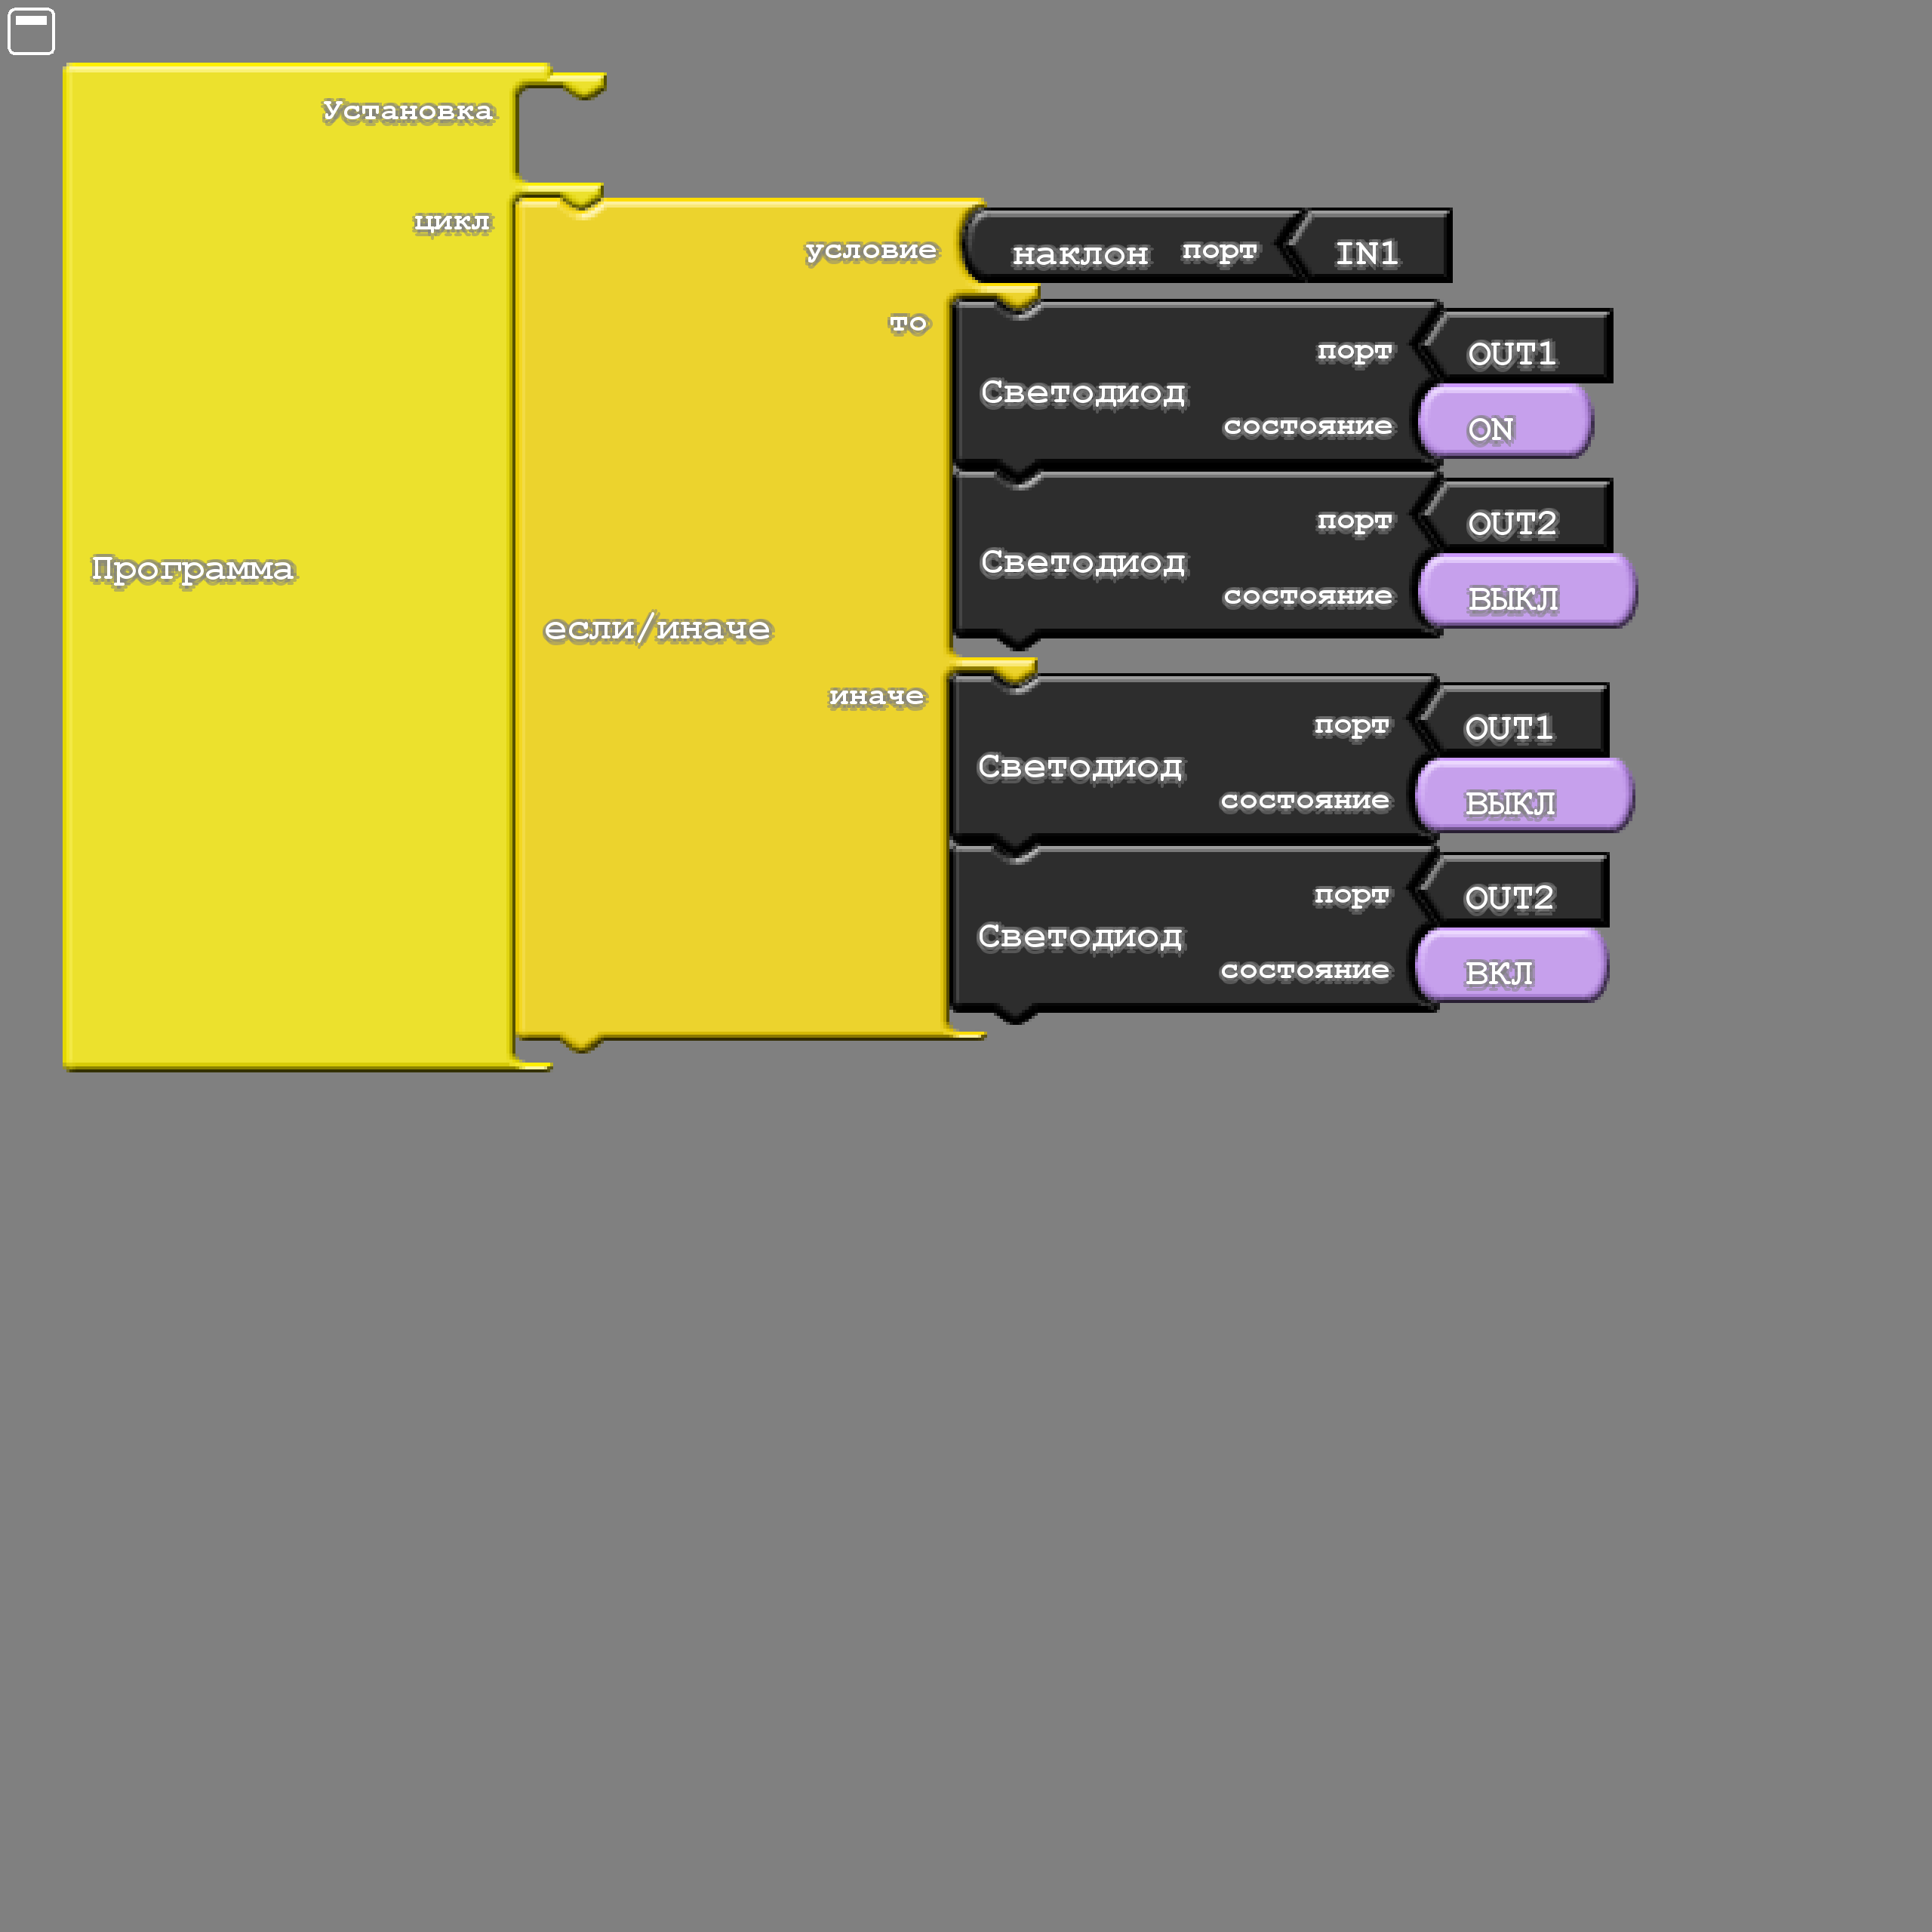 Установка
цикл
условие
наклон порт IN1
то
порт OUT1
Светодиод
состояние ON
порт OUT2
Светодиод
состояние ВЫКЛ
Программа
если/иначе
иначе
порт OUT1
Светодиод
состояние ВЫКЛ
порт OUT2
Светодиод
состояние ВКЛ